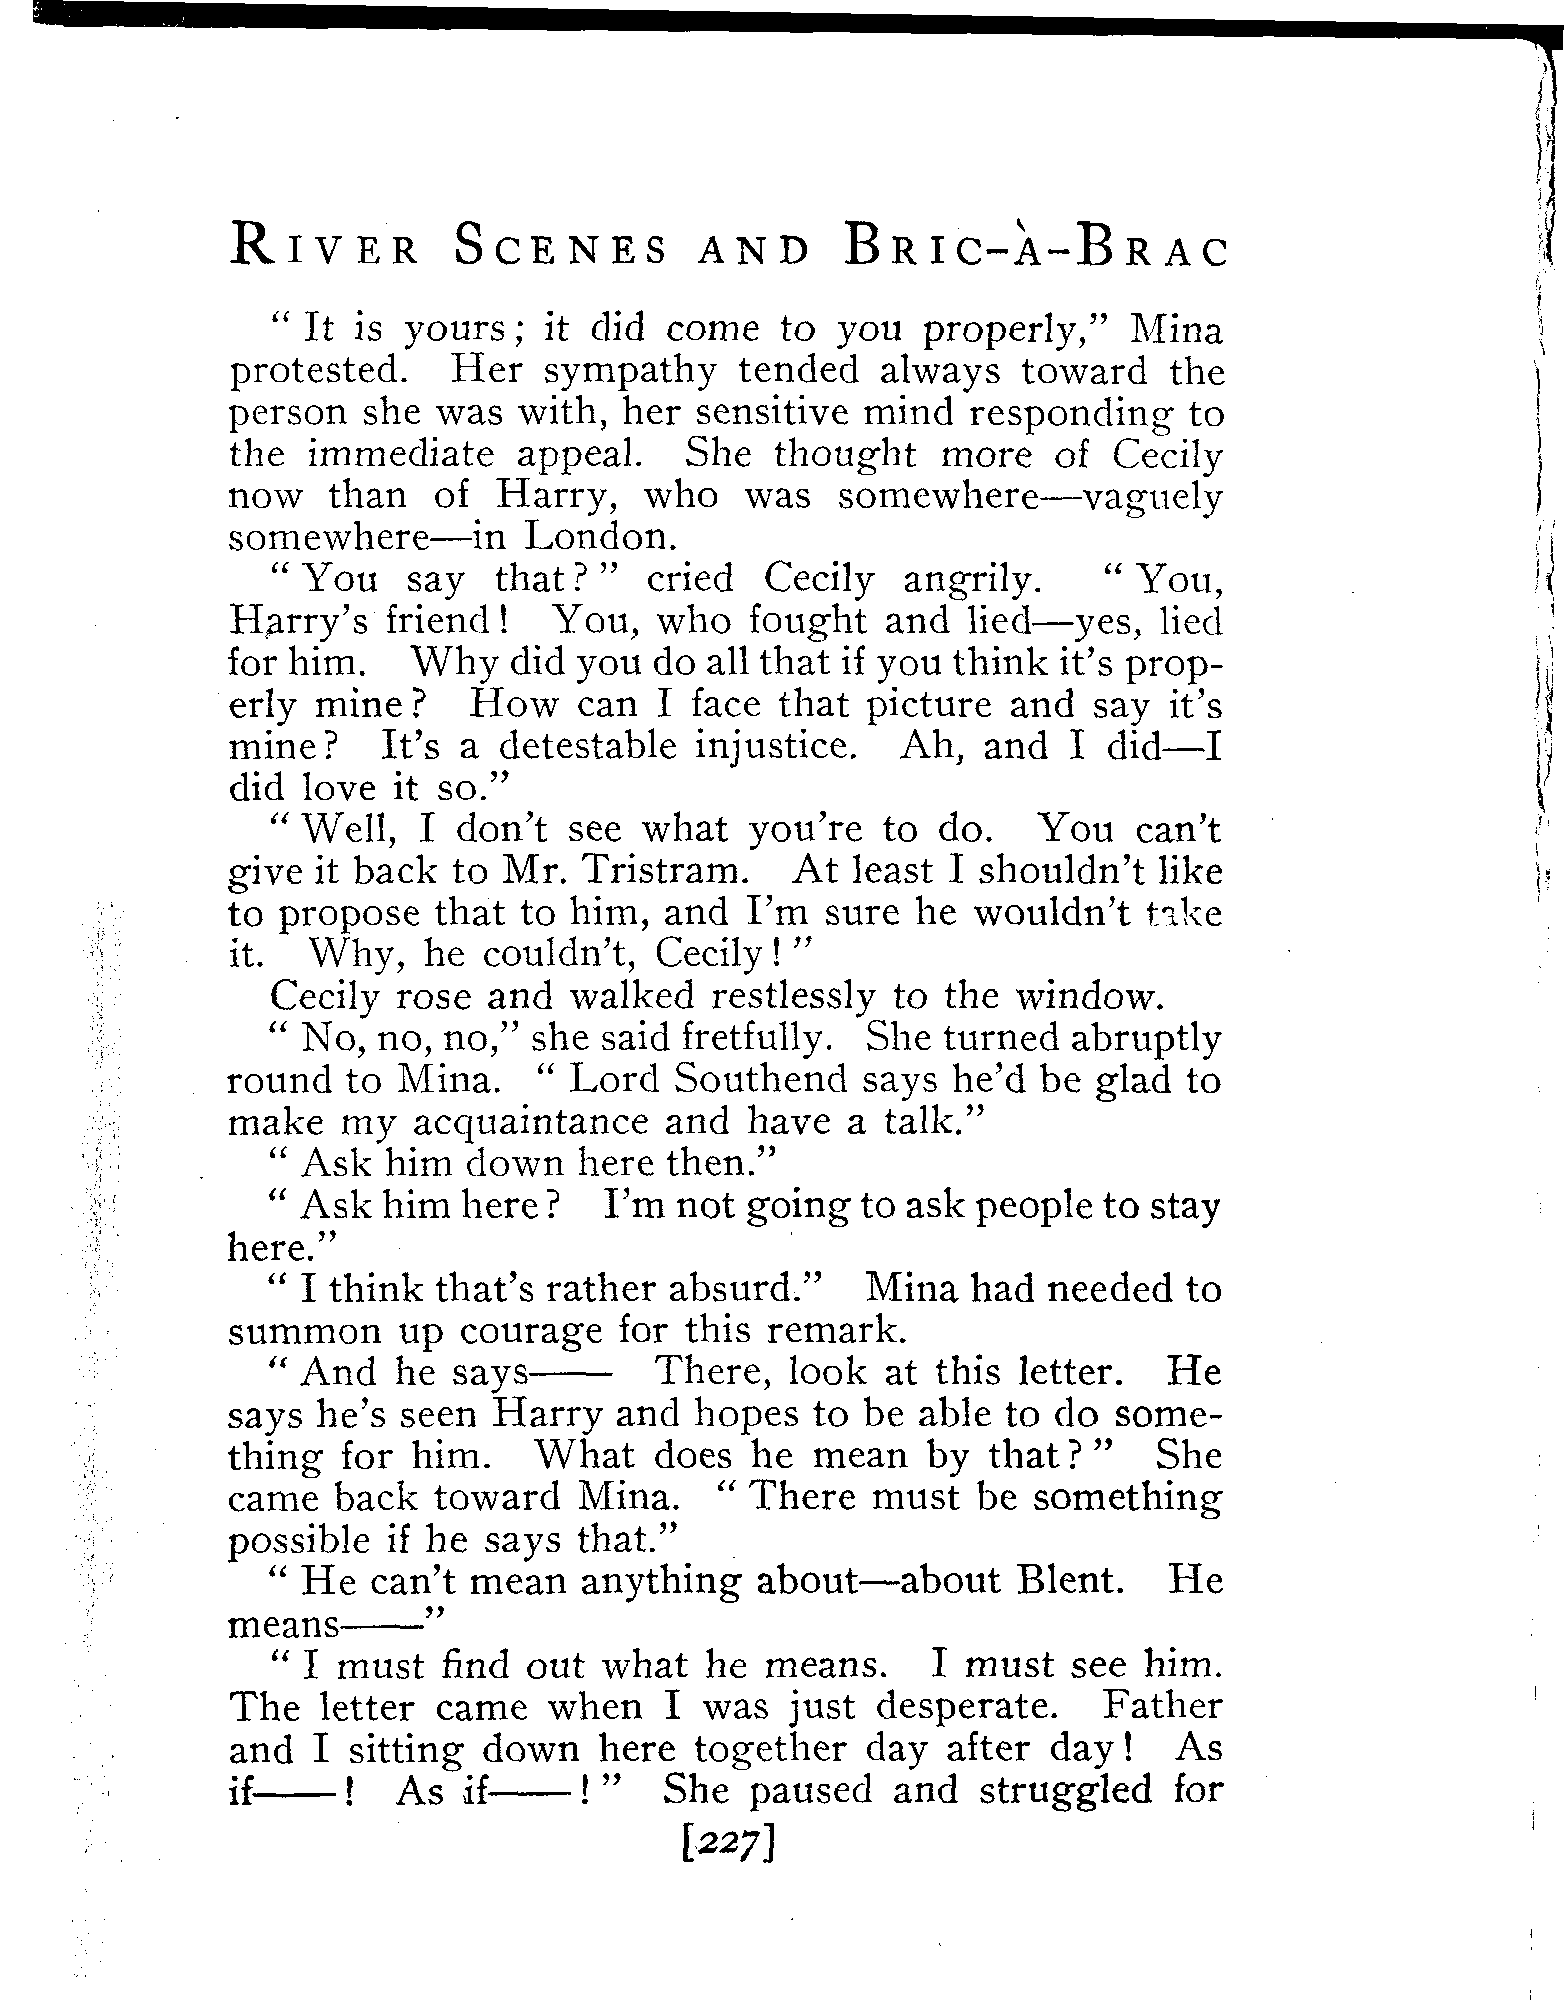 River Scenes and Bric-à-Brac
“ It is yours; it did come to you properly,” Mina
protested. Her sympathy tended always toward the
person she was with, her sensitive mind responding to
the immediate appeal. She thought more of Cecily
now than of Harry, who was somewhere—vaguely
somewhere—in London.
“ You say that? ” cried Cecily angrily. “ You,
Harry's friend! You, who fought and lied—yes, lied
for him. Why did you do all that if you think it's prop-
erly mine? How can I face that picture and say it's
mine? It's a detestable injustice. Ah, and I did—I
did love it so.”
“ Well, I don't see what you're to do. You can't
give it back to Mr. Tristram. At least I shouldn't like
to propose that to him, and I'm sure he wouldn't take
it. Why, he couldn't, Cecily! ”
Cecily rose and walked restlessly to the window.
“ No, no, no,” she said fretfully. She turned abruptly
round to Mina. “ Lord Southend says he'd be glad to
make my acquaintance and have a talk.”
“ Ask him down here then.”
“ Ask him here? I'm not going to ask people to stay
here.”
“ I think that's rather absurd.” Mina had needed to
summon up courage for this remark.
“ And he says—— There, look at this letter. He
says he's seen Harry and hopes to be able to do some-
thing for him. What does he mean by that? ” She
came back toward Mina. “ There must be something
possible if he says that.”
“ He can't mean anything about—about Blent. He
means——”
“ I must find out what he means. I must see him.
The letter came when I was just desperate. Father
and I sitting down here together day after day! As
if——! As if——! ” She paused and struggled for
[227]